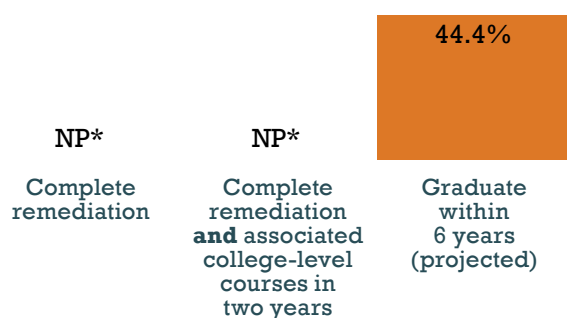 44.4%
NP*
NP*
Complete
remediation
Complete
remediation
and associated
college-level
courses in
two years
Graduate
within
6 years
(projected)